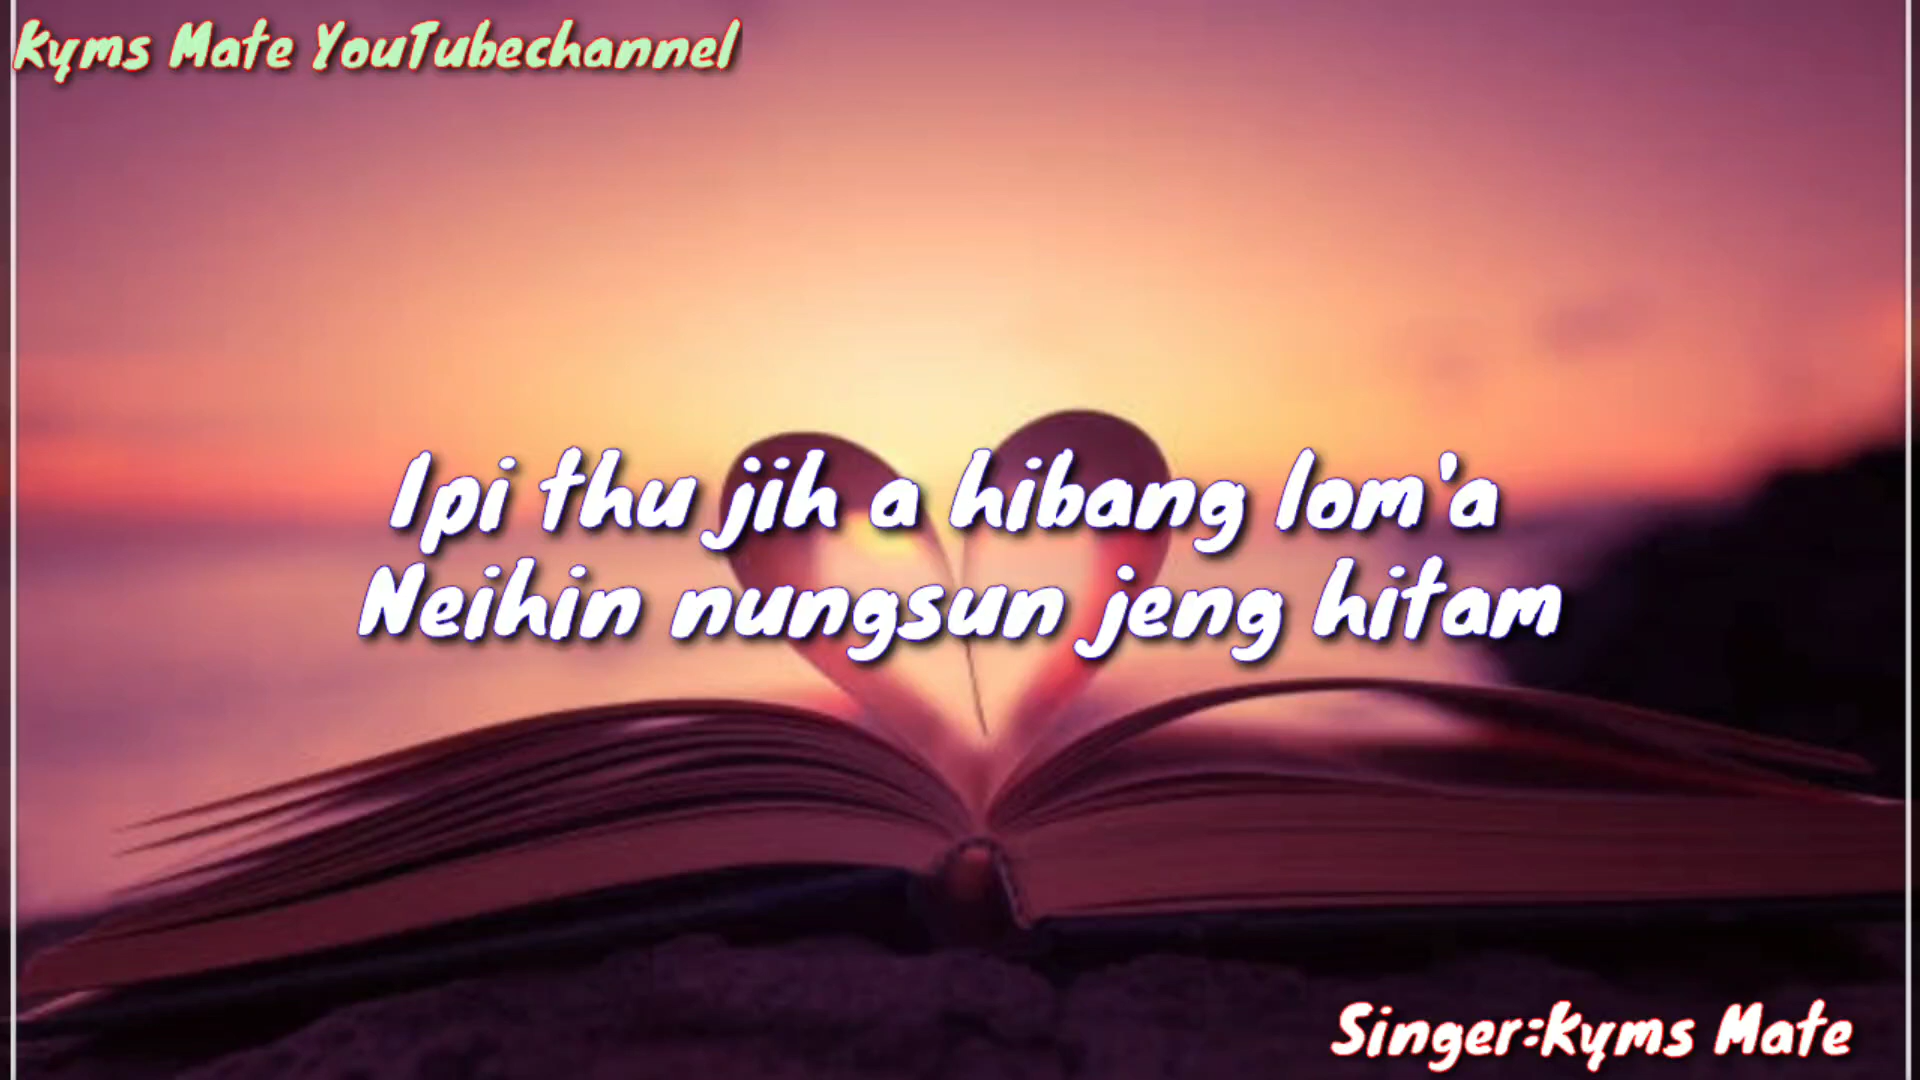 Kyms Mate YouTubechannel
Ipi thu jih a hibang lom'a
Neihin nungsun jeng hitam
Singer:Kyms Mate